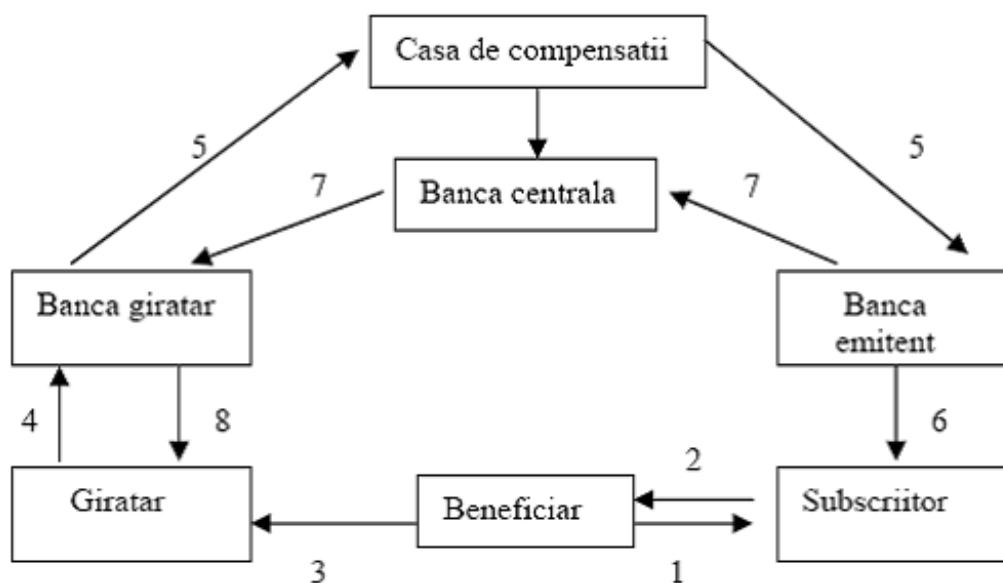 Casa de compensatii
5
5
7
Banca centrala
7
Banca giratar
Banca
emitent
4
8
6
2
Giratar
Beneficiar
Subscriitor
3
1